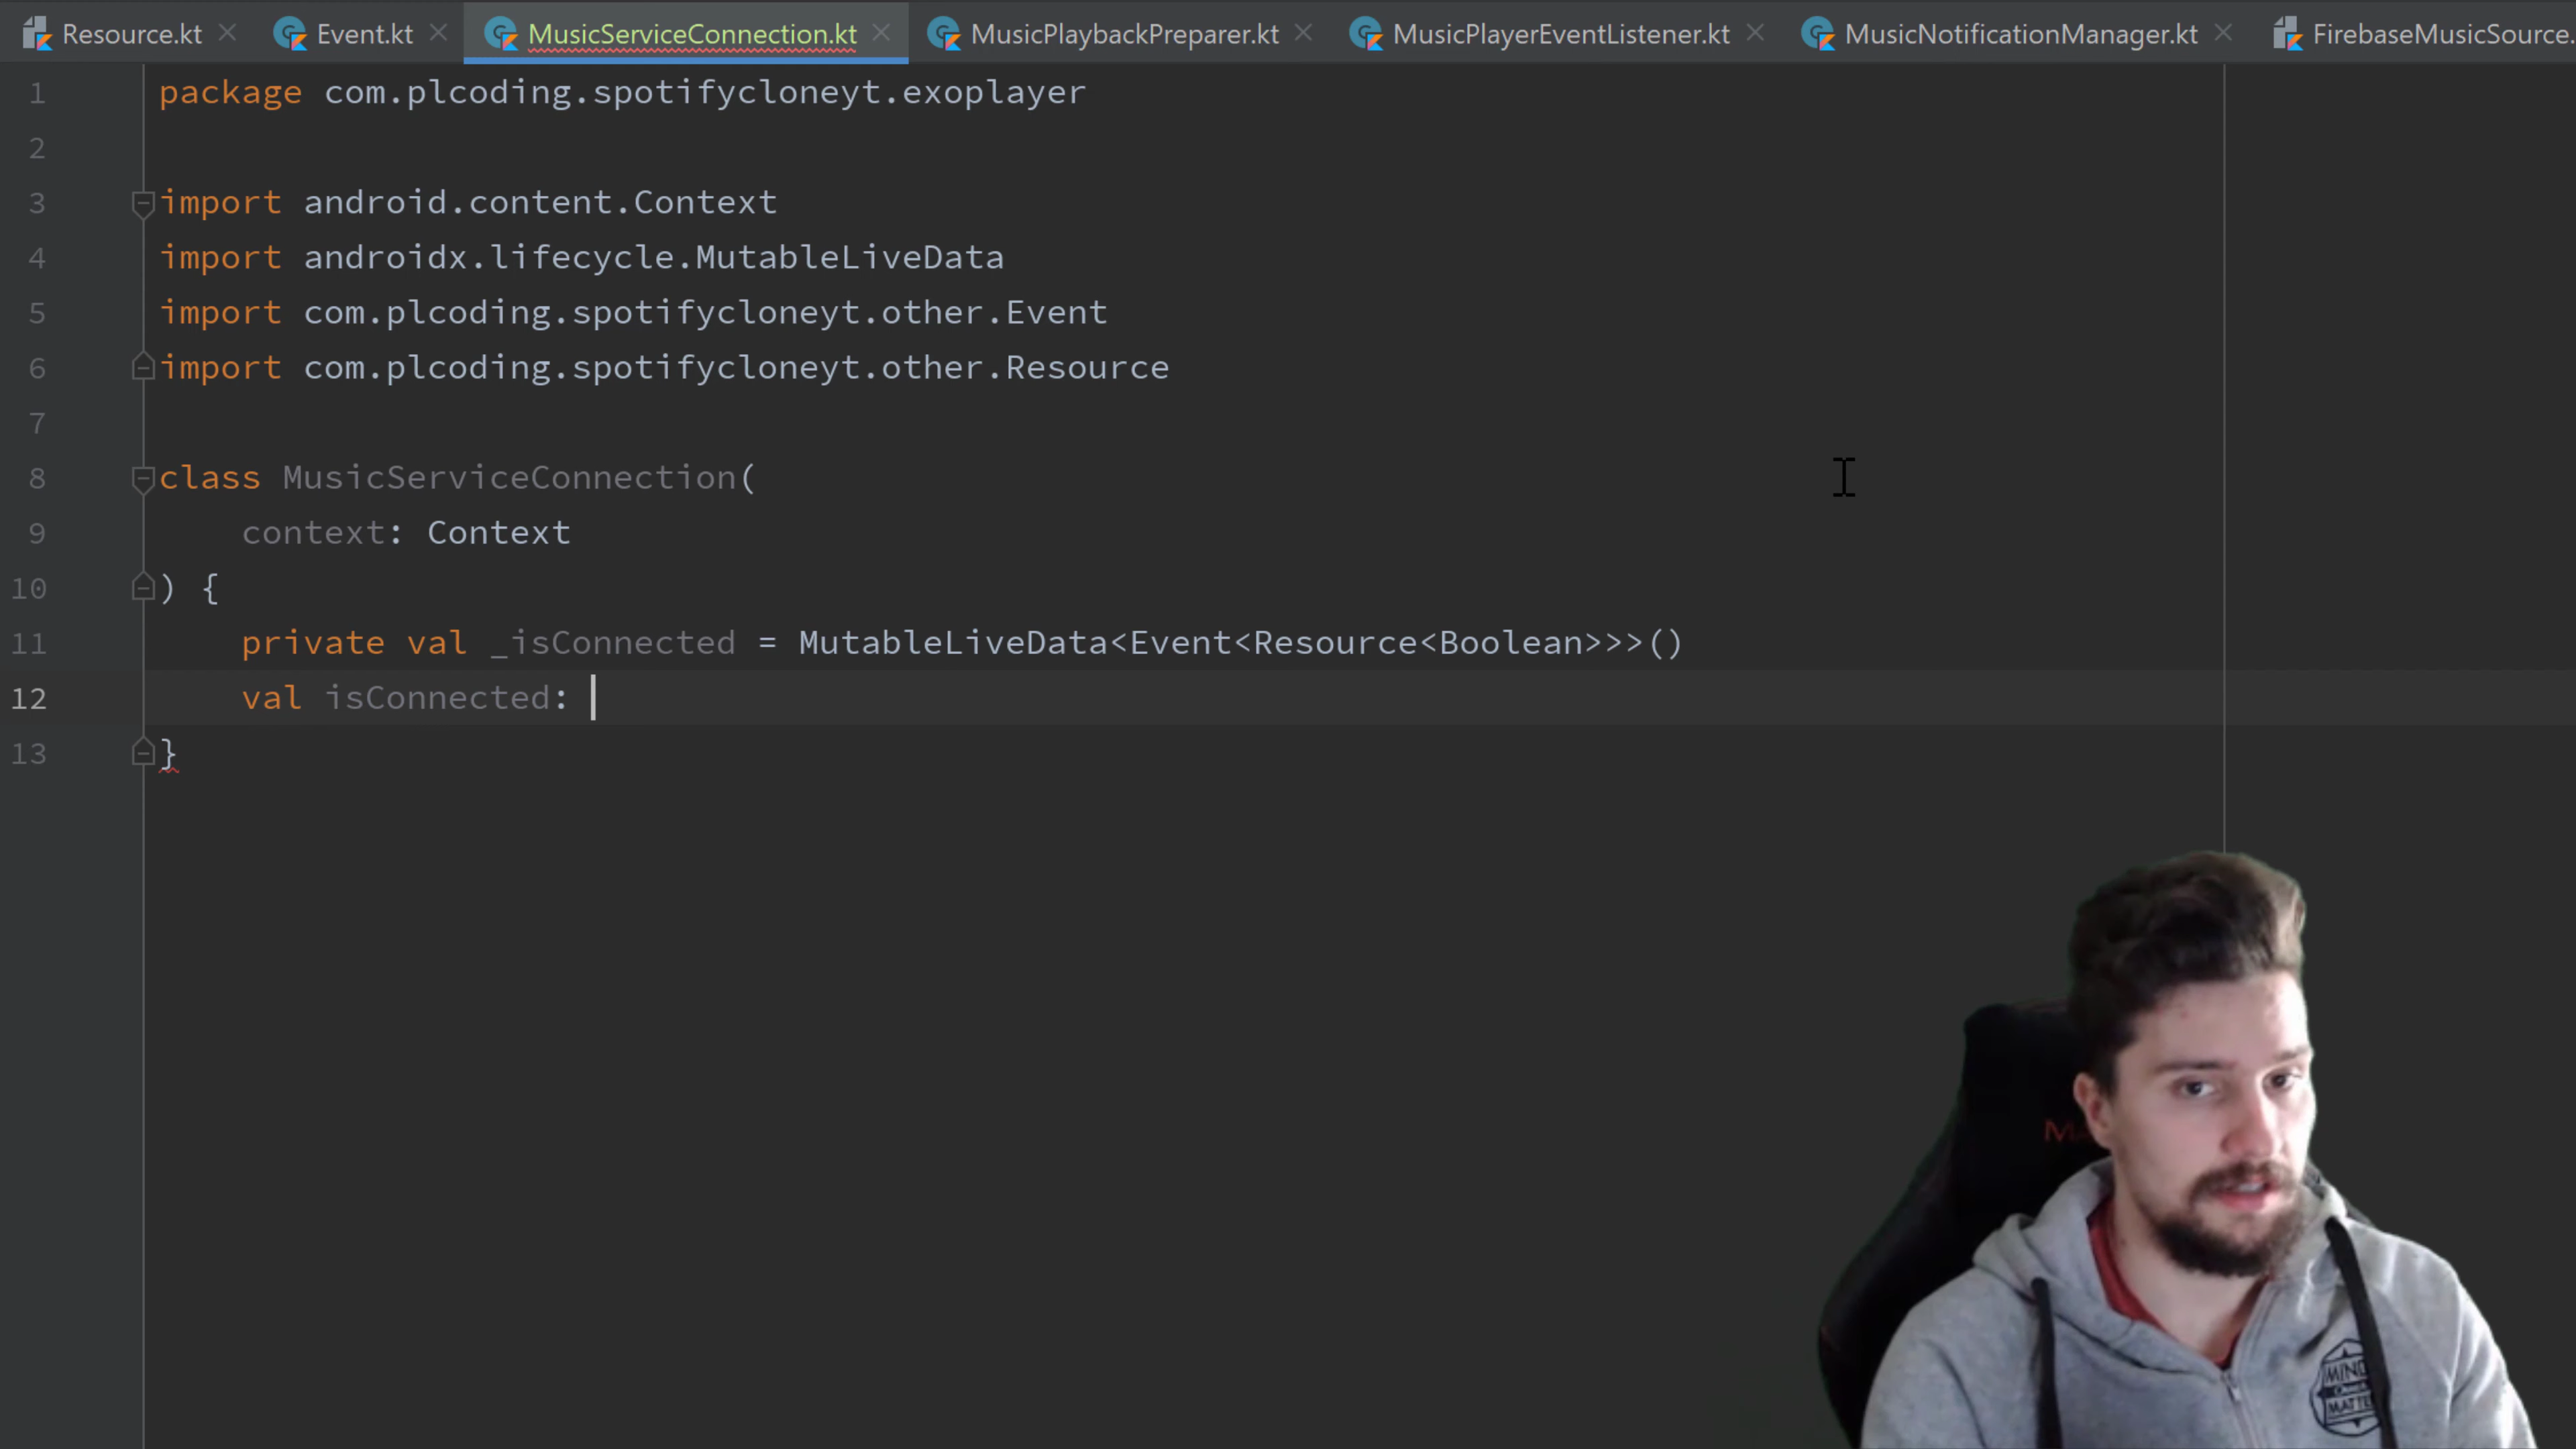 Resource.kt Event.kt MusicServiceConnection.kt MusicPlaybackPreparer.kt MusicPlayerEventListener.kt MusicNotificationManager.kt FirebaseMusicSource.
1 package com.plcoding.spotifycloneyt.exoplayer
2
3 import android.content.Context
4 import androidx.lifecycle.MutableLiveData
5 import com.plcoding.spotifycloneyt.other.Event
6 import com.plcoding.spotifycloneyt.other.Resource
7
8 class MusicServiceConnection(
9 context: Context
10 ) {
11 private val _isConnected = MutableLiveData<Event<Resource<Boolean>>>()
12 val isConnected:
13 }
MIND
MATTE